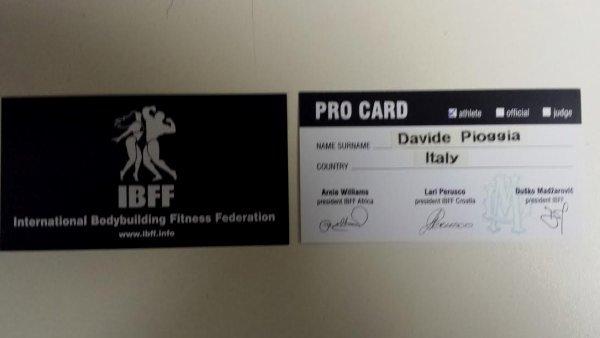 IBFF
International Bodybuilding Fitness Federation
www.ibff.info
PRO CARD athlete official judge
NAME SURNAME Davide Pioggia
COUNTRY Italy
Arnie Williams Lari Perusco Duško Madžarovič
president IBFF Africa president IBFF Croatia president IBFF